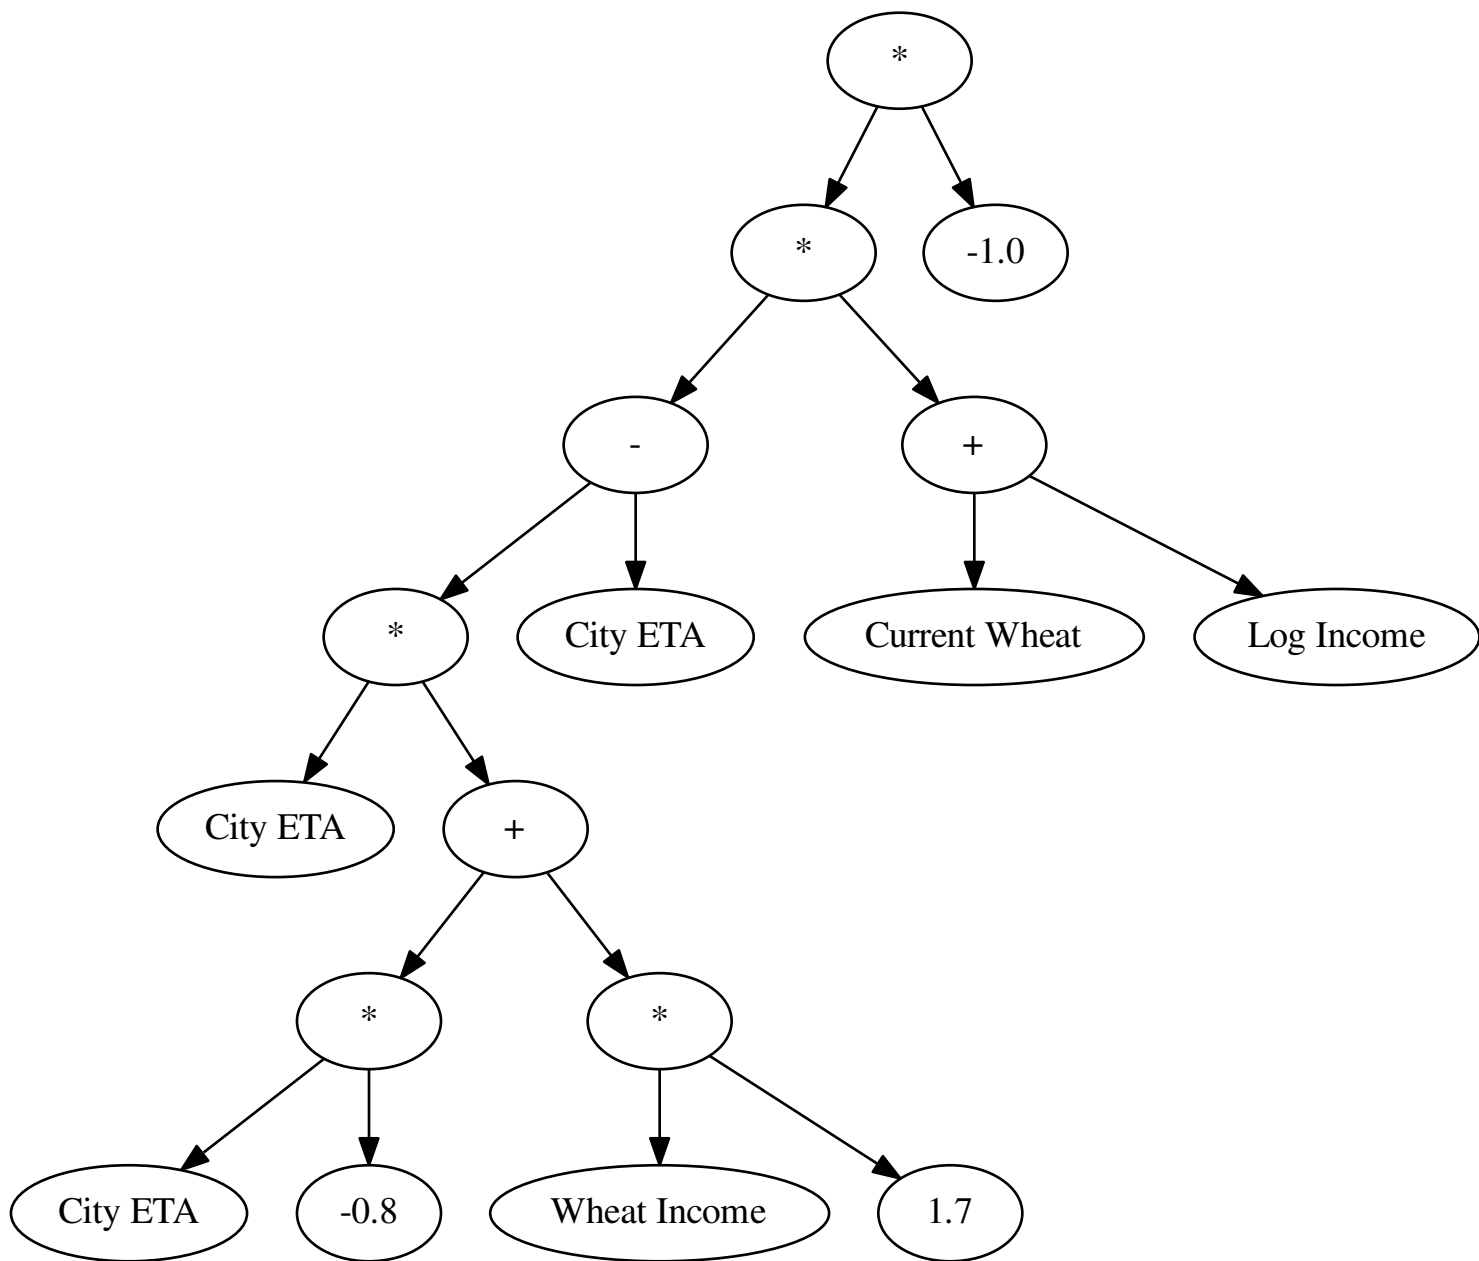 *
*
-1.0
-
+
*
City ETA
Current Wheat
Log Income
City ETA
+
*
*
City ETA
-0.8
Wheat Income
1.7